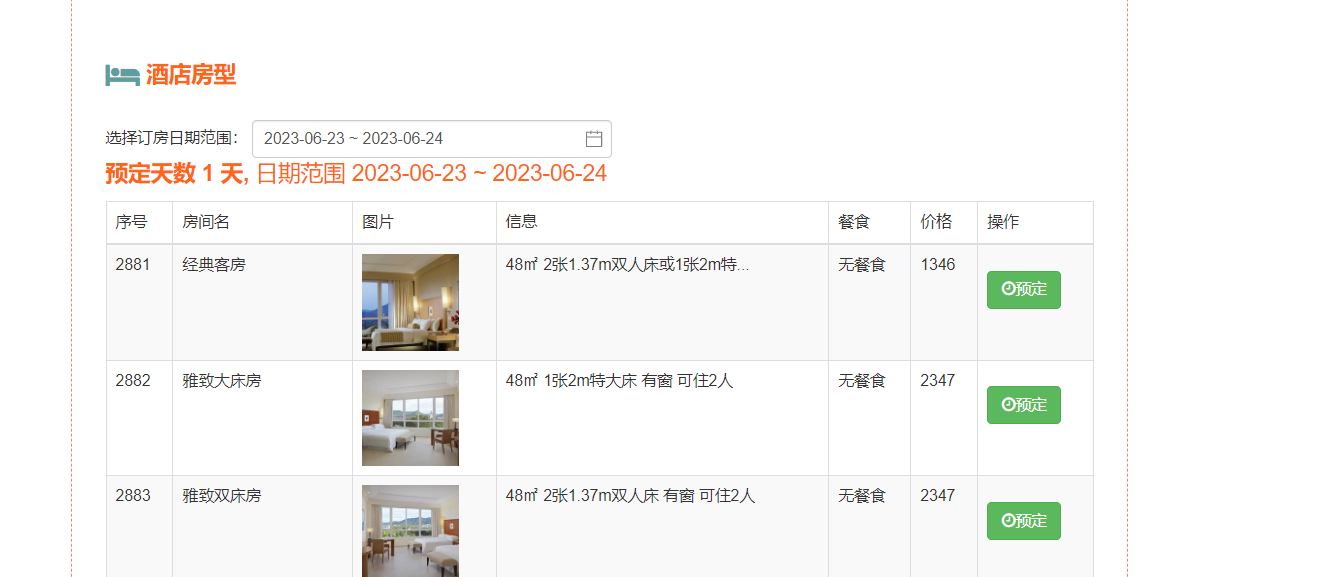 酒店房型
选择订房日期范围： 2023-06-23 ~ 2023-06-24
预定天数 1 天, 日期范围 2023-06-23 ~ 2023-06-24
序号 房间名 图片 信息 餐食 价格 操作
2881 经典客房 48㎡ 2张1.37m双人床或1张2m特... 无餐食 1346 预定
2882 雅致大床房 48㎡ 1张2m特大床 有窗 可住2人 无餐食 2347 预定
2883 雅致双床房 48㎡ 2张1.37m双人床 有窗 可住2人 无餐食 2347 预定